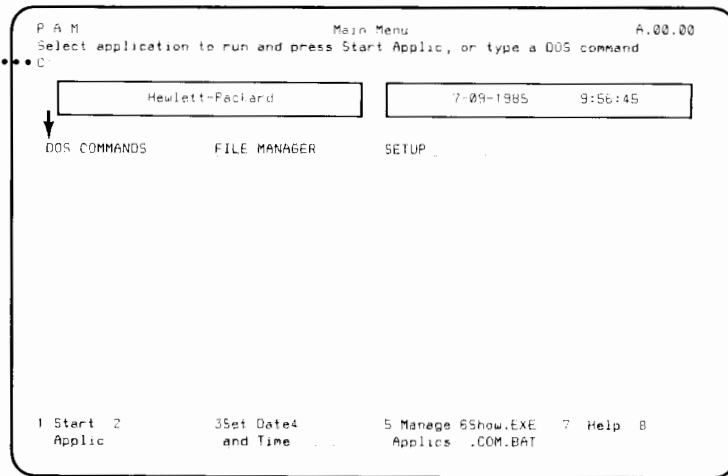 P A M Main Menu A.00.00
Select application to run and press Start Applic, or type a DOS command
C:
Hewlett-Packard 7-09-1985 9:56:45
DOS COMMANDS FILE MANAGER SETUP
1 Start 2 3Set Date4 5 Manage 6Show.EXE 7 Help 8
Applic and Time Applics .COM.BAT